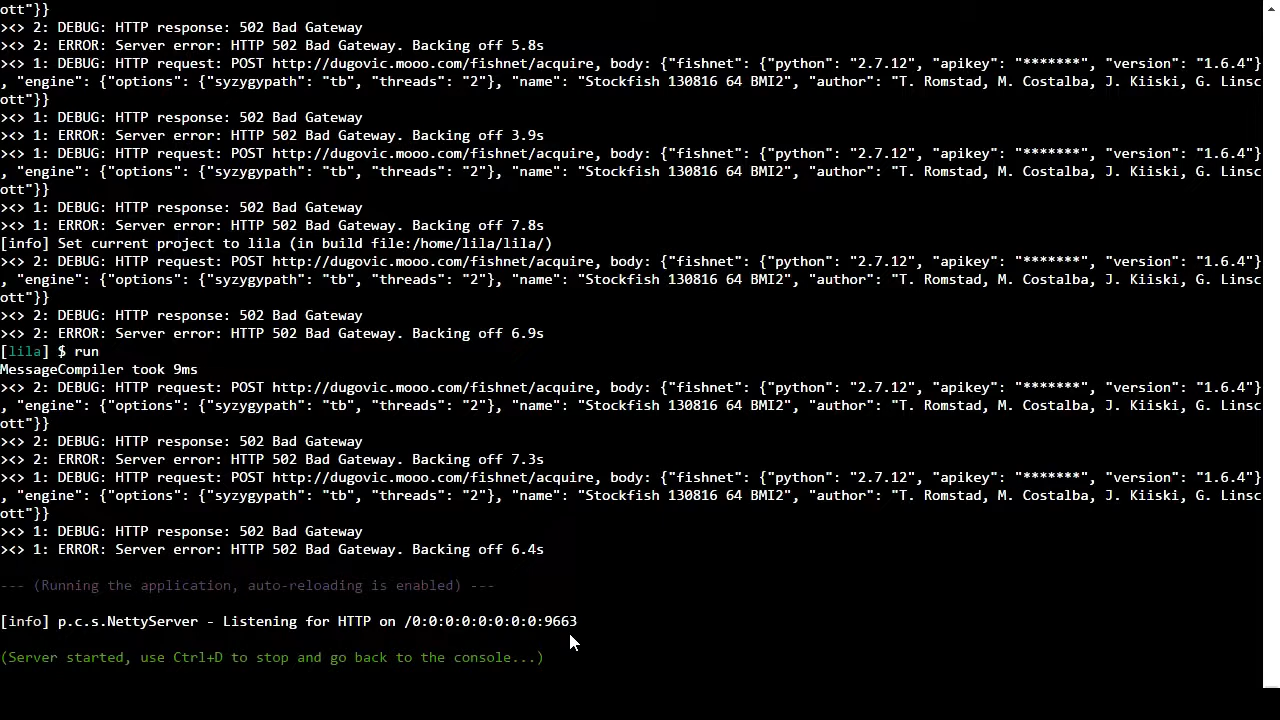 ott"}}
><> 2: DEBUG: HTTP response: 502 Bad Gateway
><> 2: ERROR: Server error: HTTP 502 Bad Gateway. Backing off 5.8s
><> 1: DEBUG: HTTP request: POST http://dugovic.mooo.com/fishnet/acquire, body: {"fishnet": {"python": "2.7.12", "apikey": "*******", "version": "1.6.4"}
, "engine": {"options": {"syzygypath": "tb", "threads": "2"}, "name": "Stockfish 130816 64 BMI2", "author": "T. Romstad, M. Costalba, J. Kiiski, G. Linsc
ott"}}
><> 1: DEBUG: HTTP response: 502 Bad Gateway
><> 1: ERROR: Server error: HTTP 502 Bad Gateway. Backing off 3.9s
><> 1: DEBUG: HTTP request: POST http://dugovic.mooo.com/fishnet/acquire, body: {"fishnet": {"python": "2.7.12", "apikey": "*******", "version": "1.6.4"}
, "engine": {"options": {"syzygypath": "tb", "threads": "2"}, "name": "Stockfish 130816 64 BMI2", "author": "T. Romstad, M. Costalba, J. Kiiski, G. Linsc
ott"}}
><> 1: DEBUG: HTTP response: 502 Bad Gateway
><> 1: ERROR: Server error: HTTP 502 Bad Gateway. Backing off 7.8s
[info] Set current project to lila (in build file:/home/lila/lila/)
><> 2: DEBUG: HTTP request: POST http://dugovic.mooo.com/fishnet/acquire, body: {"fishnet": {"python": "2.7.12", "apikey": "*******", "version": "1.6.4"}
, "engine": {"options": {"syzygypath": "tb", "threads": "2"}, "name": "Stockfish 130816 64 BMI2", "author": "T. Romstad, M. Costalba, J. Kiiski, G. Linsc
ott"}}
><> 2: DEBUG: HTTP response: 502 Bad Gateway
><> 2: ERROR: Server error: HTTP 502 Bad Gateway. Backing off 6.9s
[lila] $ run
MessageCompiler took 9ms
><> 2: DEBUG: HTTP request: POST http://dugovic.mooo.com/fishnet/acquire, body: {"fishnet": {"python": "2.7.12", "apikey": "*******", "version": "1.6.4"}
, "engine": {"options": {"syzygypath": "tb", "threads": "2"}, "name": "Stockfish 130816 64 BMI2", "author": "T. Romstad, M. Costalba, J. Kiiski, G. Linsc
ott"}}
><> 2: DEBUG: HTTP response: 502 Bad Gateway
><> 2: ERROR: Server error: HTTP 502 Bad Gateway. Backing off 7.3s
><> 1: DEBUG: HTTP request: POST http://dugovic.mooo.com/fishnet/acquire, body: {"fishnet": {"python": "2.7.12", "apikey": "*******", "version": "1.6.4"}
, "engine": {"options": {"syzygypath": "tb", "threads": "2"}, "name": "Stockfish 130816 64 BMI2", "author": "T. Romstad, M. Costalba, J. Kiiski, G. Linsc
ott"}}
><> 1: DEBUG: HTTP response: 502 Bad Gateway
><> 1: ERROR: Server error: HTTP 502 Bad Gateway. Backing off 6.4s
--- (Running the application, auto-reloading is enabled) ---
[info] p.c.s.NettyServer - Listening for HTTP on /0:0:0:0:0:0:0:0:9663
(Server started, use Ctrl+D to stop and go back to the console...)